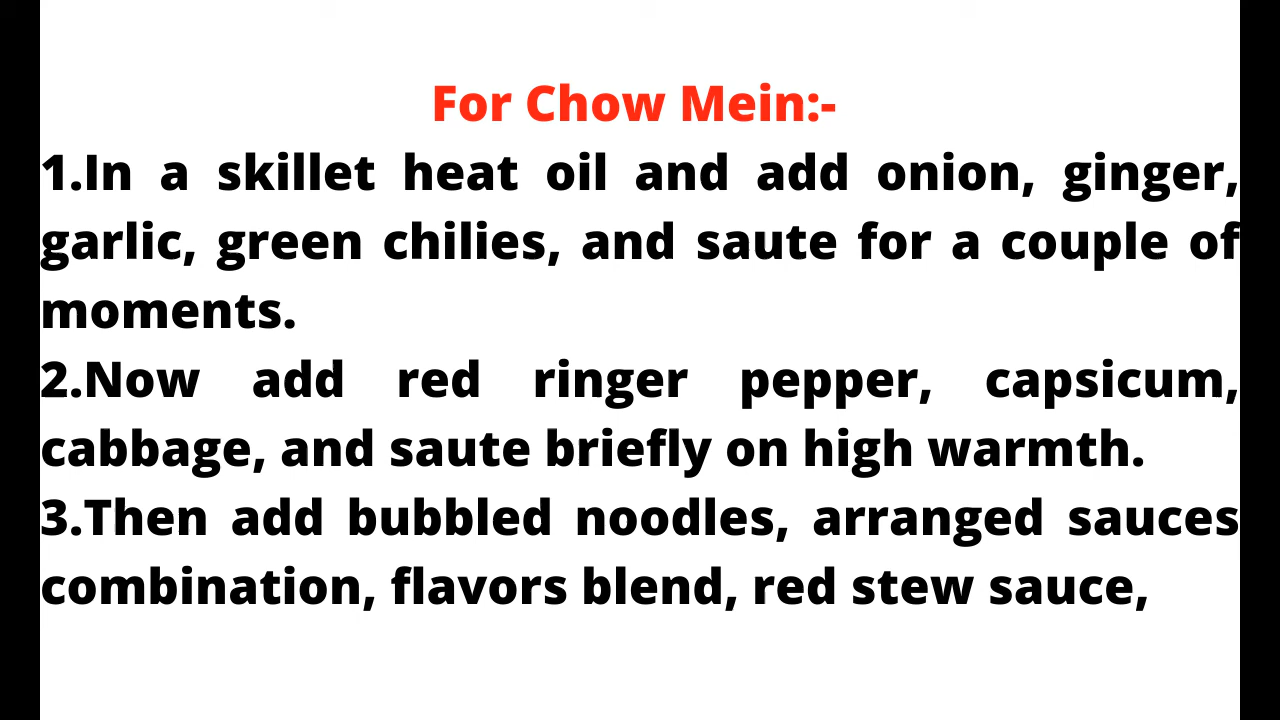 For Chow Mein:-
1.In a skillet heat oil and add onion, ginger,
garlic, green chilies, and saute for a couple of
moments.
2.Now add red ringer pepper, capsicum,
cabbage, and saute briefly on high warmth.
3.Then add bubbled noodles, arranged sauces
combination, flavors blend, red stew sauce,